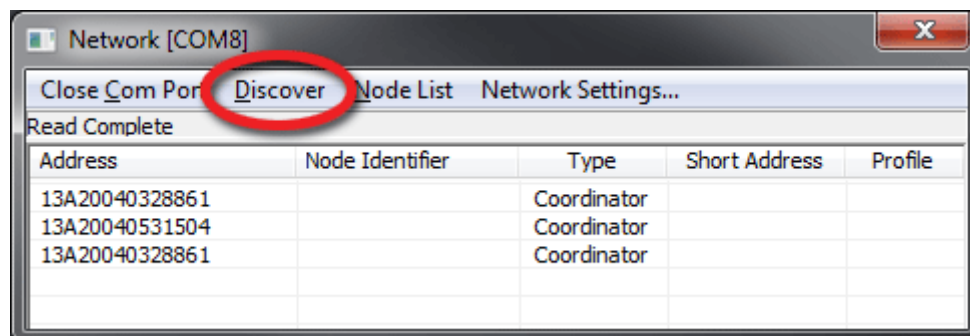 Network [COM8]
Close Com Por Discover Node List Network Settings...
Read Complete
Address Node Identifier Type Short Address Profile
13A20040328861 Coordinator
13A20040531504 Coordinator
13A20040328861 Coordinator